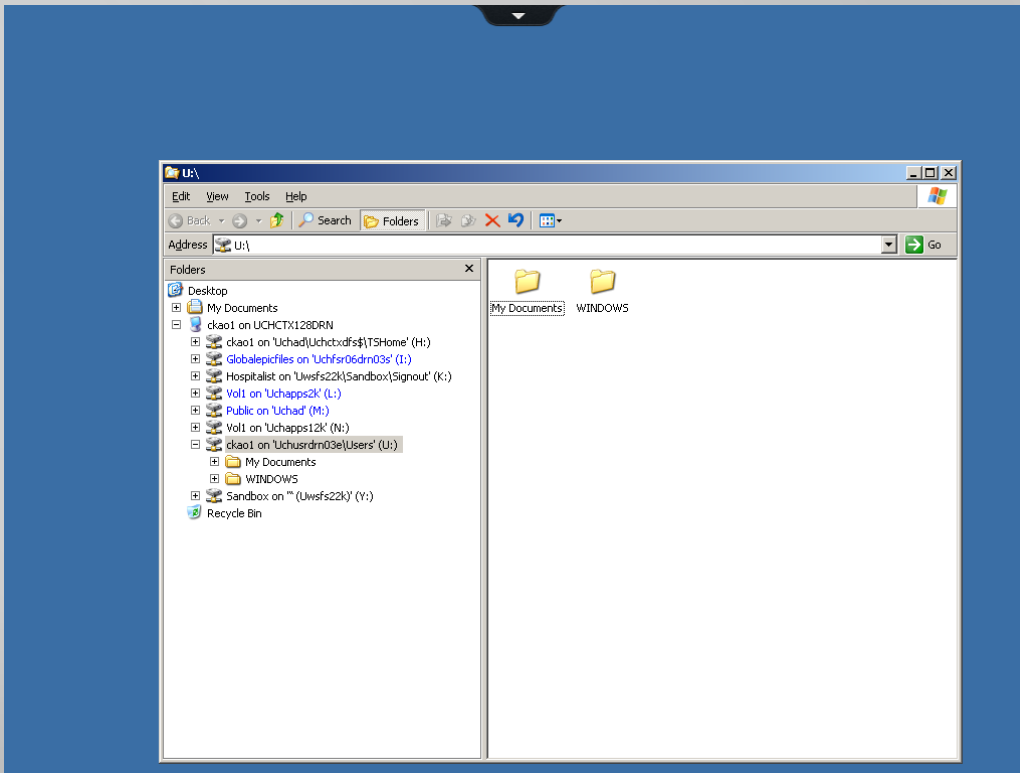 U:\
Edit View Tools Help
Back Search Folders
Address U:\ Go
Folders
Desktop
My Documents
ckao1 on UCHCTX128DRN
ckao1 on 'Uchad\Uchctxdfs$\TSHome' (H:)
Globalepicfiles on 'Uchfsr06drn03s' (I:)
Hospitalist on 'Uwsfs22k\Sandbox\Signout' (K:)
Vol1 on 'Uchapps2k' (L:)
Public on 'Uchad' (M:)
Vol1 on 'Uchapps12k' (N:)
ckao1 on 'Uchusrdrn03e\Users' (U:)
My Documents
WINDOWS
Sandbox on '" (Uwsfs22k)' (Y:)
Recycle Bin
My Documents WINDOWS